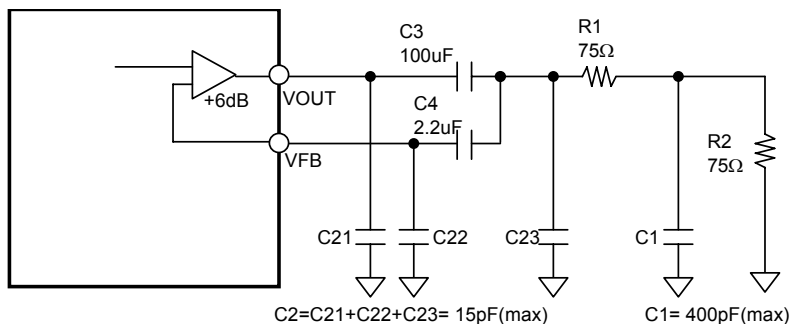 C3
100uF
R1
75Ω
+6dB
VOUT
C4
2.2uF
VFB
R2
75Ω
C21
C22
C23
C1
C2=C21+C22+C23= 15pF(max)
C1= 400pF(max)